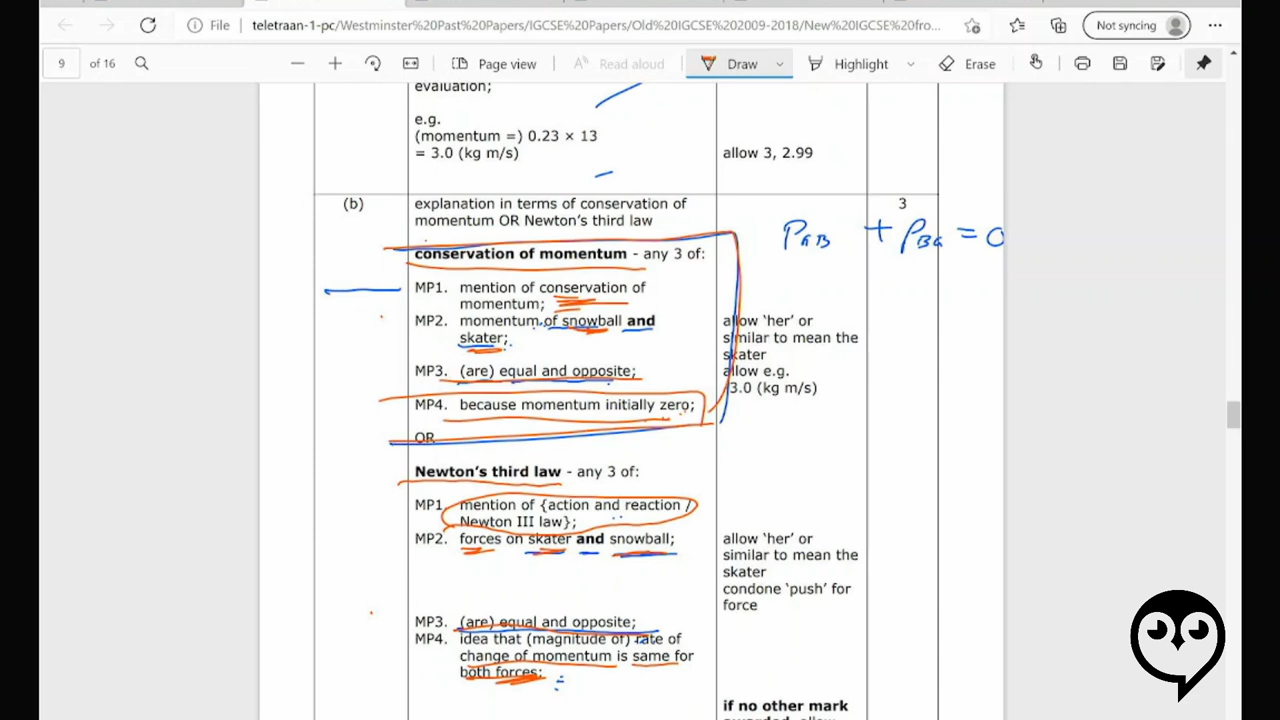 File
teletraan-1-pc/Westminster%20Past%20Papers/IGCSE%20Papers/Old%20IGCSE%202009-2018/New%20IGCSE%20fro...
Not syncing
9 of 16
Page view
Read aloud
Draw
Highlight
Erase
evaluation;
e.g.
(momentum =) 0.23 × 13
= 3.0 (kg m/s)
allow 3, 2.99
(b)
explanation in terms of conservation of
momentum OR Newton's third law
3
conservation of momentum - any 3 of:
MP1. mention of conservation of
momentum;
MP2. momentum of snowball and
skater;
MP3. (are) equal and opposite;
MP4. because momentum initially zero;
OR
allow 'her' or
similar to mean the
skater
allow e.g.
3.0 (kg m/s)
Newton's third law - any 3 of:
MP1. mention of {action and reaction /
Newton III law};
MP2. forces on skater and snowball;
allow 'her' or
similar to mean the
skater
condone 'push' for
force
MP3. (are) equal and opposite;
MP4. idea that (magnitude of) rate of
change of momentum is same for
both forces;
if no other mark